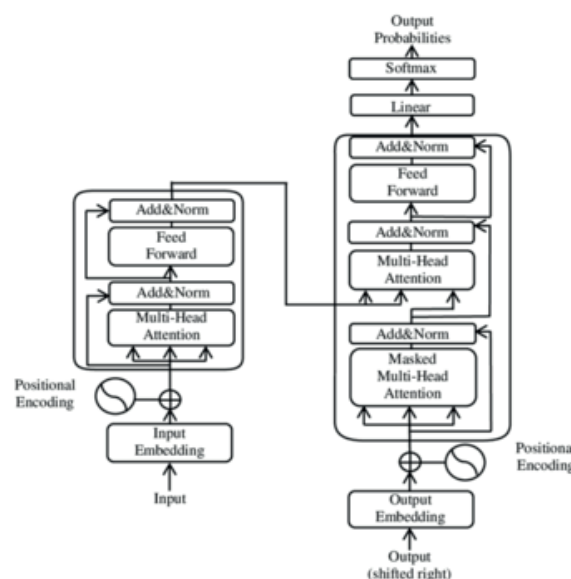 Output
Probabilities
Softmax
Linear
Add&Norm
Feed
Forward
Add&Norm
Multi-Head
Attention
Add&Norm
Masked
Multi-Head
Attention
Positional
Encoding
Output
Embedding
Output
(shifted right)
Add&Norm
Feed
Forward
Add&Norm
Multi-Head
Attention
Positional
Encoding
Input
Embedding
Input